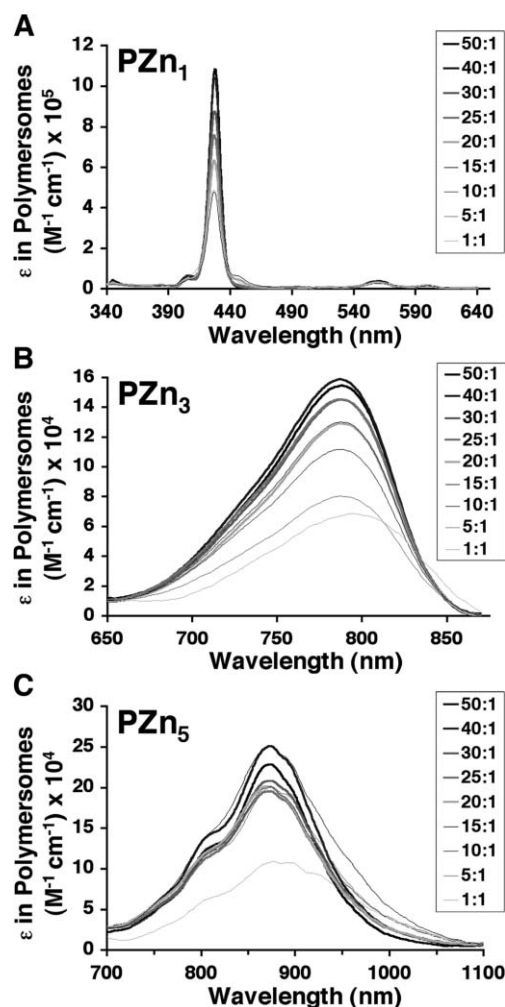 A
PZn1
ε in Polymersomes
(M-1 cm-1) x 10^5
12
10
8
6
4
2
0
340 390 440 490 540 590 640
Wavelength (nm)
50:1
40:1
30:1
25:1
20:1
15:1
10:1
5:1
1:1
B
PZn3
ε in Polymersomes
(M-1 cm-1) x 10^4
16
14
12
10
8
6
4
2
0
650 700 750 800 850
Wavelength (nm)
50:1
40:1
30:1
25:1
20:1
15:1
10:1
5:1
1:1
C
PZn5
ε in Polymersomes
(M-1 cm-1) x 10^4
30
25
20
15
10
5
0
700 800 900 1000 1100
Wavelength (nm)
50:1
40:1
30:1
25:1
20:1
15:1
10:1
5:1
1:1